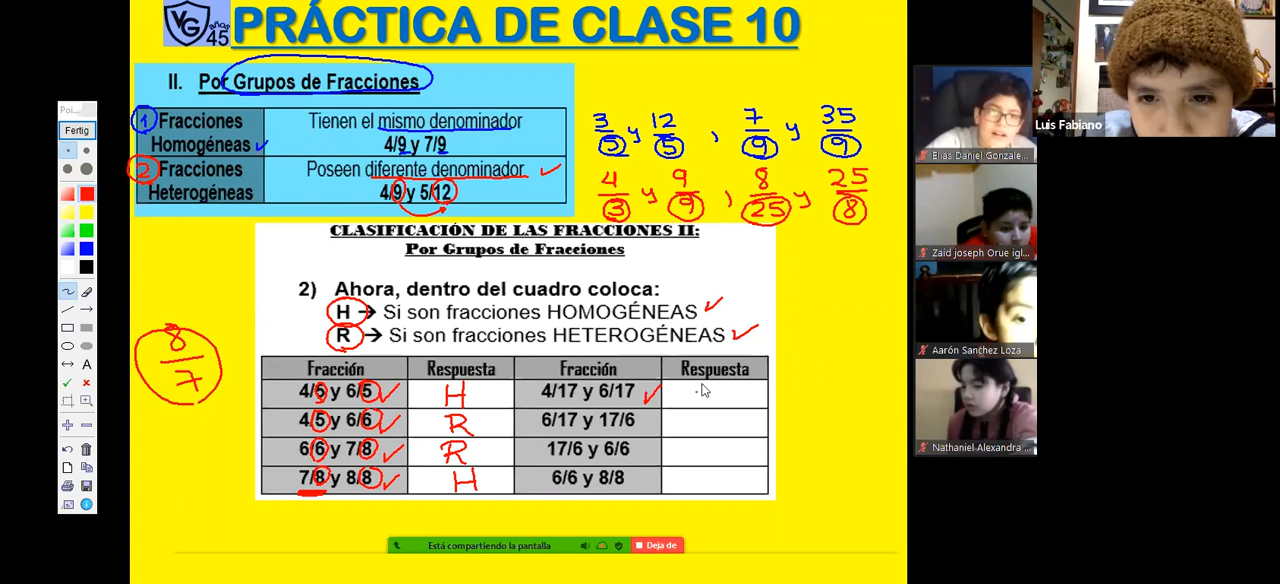 VG años 45
PRÁCTICA DE CLASE 10
II. Por Grupos de Fracciones
1 Fracciones Homogéneas
Tienen el mismo denominador
4/9 y 7/9
2 Fracciones Heterogéneas
Poseen diferente denominador
4/9 y 5/12
3/5 y 12/5 , 7/9 y 35/9
4/3 y 9/9 , 8/25 y 25/8
CLASIFICACIÓN DE LAS FRACCIONES II:
Por Grupos de Fracciones
2) Ahora, dentro del cuadro coloca:
H → Si son fracciones HOMOGÉNEAS
R → Si son fracciones HETEROGÉNEAS
8/7
Fracción Respuesta Fracción Respuesta
4/5 y 6/5 H 4/17 y 6/17
4/5 y 6/6 R 6/17 y 17/6
6/6 y 7/8 R 17/6 y 6/6
7/8 y 8/8 H 6/6 y 8/8
Fertig
A
Está compartiendo la pantalla
Deja de
Luis Fabiano
Elias Daniel Gonzale...
Zaid joseph Orue igl...
Aarón Sanchez Loza
Nathaniel Alexandra